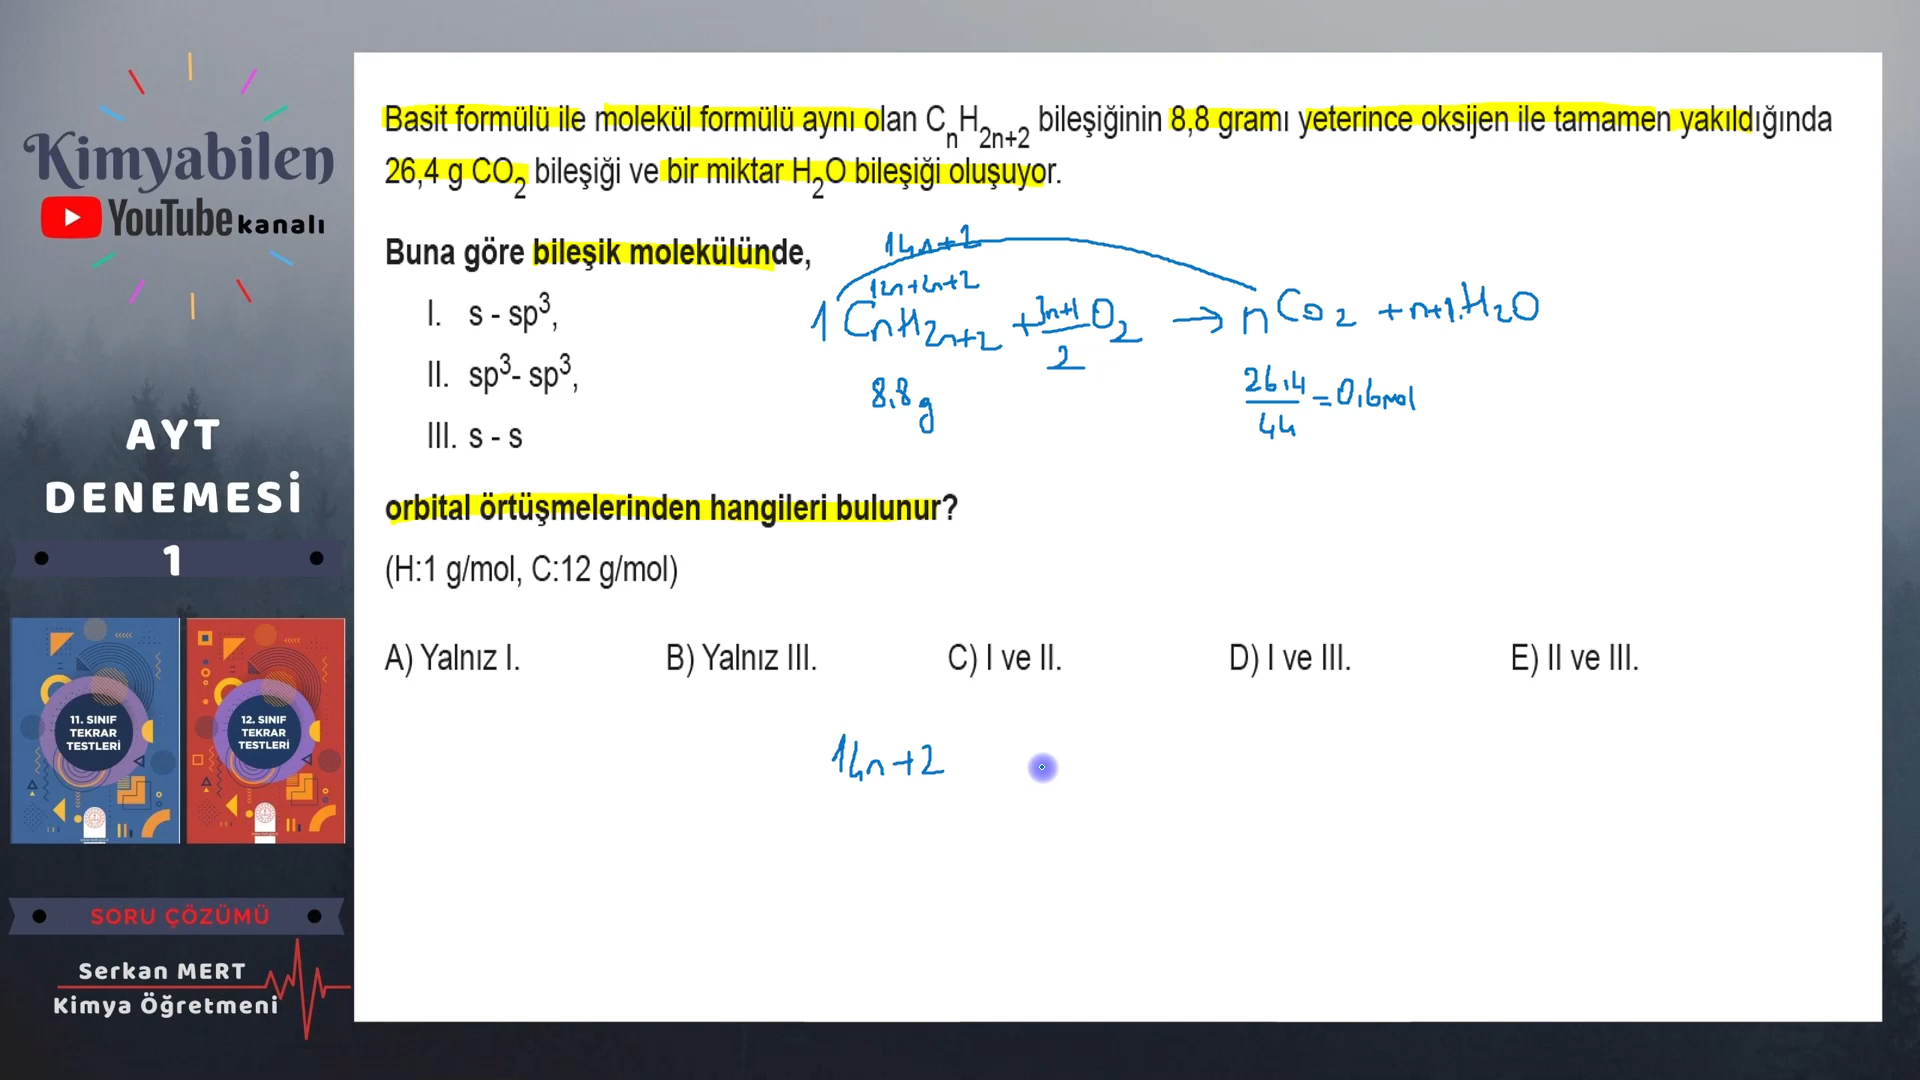 Kimyabilen
YouTube kanalı
AYT
DENEMESİ
1
11. SINIF
TEKRAR
TESTLERİ
12. SINIF
TEKRAR
TESTLERİ
SORU ÇÖZÜMÜ
Serkan MERT
Kimya Öğretmeni
Basit formülü ile molekül formülü aynı olan CₙH₂ₙ₊₂ bileşiğinin 8,8 gramı yeterince oksijen ile tamamen yakıldığında
26,4 g CO₂ bileşiği ve bir miktar H₂O bileşiği oluşuyor.
Buna göre bileşik molekülünde,
I. s - sp³,
II. sp³- sp³,
III. s - s
14n+2
12n+2n+2
1 CnH2n+2 + 3n+1/2 O2 → nCO2 + n+1.H2O
8.8g
26,4/44 = 0,6mol
orbital örtüşmelerinden hangileri bulunur?
(H:1 g/mol, C:12 g/mol)
A) Yalnız I. B) Yalnız III. C) I ve II. D) I ve III. E) II ve III.
14n+2